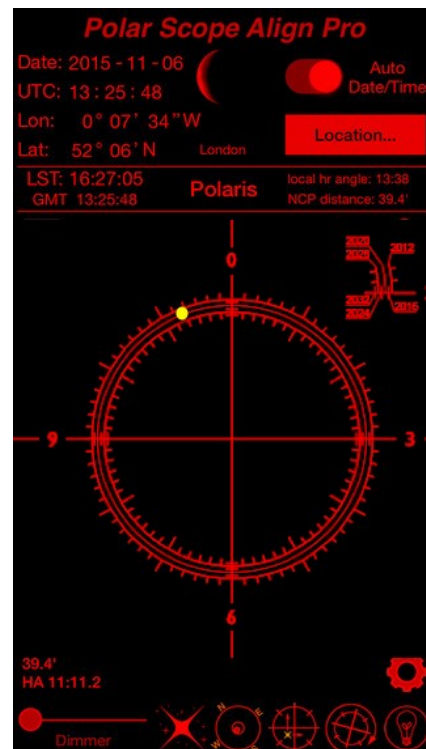 Polar Scope Align Pro
Date: 2015 - 11 - 06
UTC: 13 : 25 : 48
Auto
Date/Time
Lon: 0° 07' 34"W
Lat: 52° 06'N
London
Location...
LST: 16:27:05
GMT 13:25:48
Polaris
local hr angle: 13:38
NCP distance: 39.4'
0
2020
2012
2028
2032
2024
2016
9
3
6
39.4'
HA 11:11.2
Dimmer
N
E
W